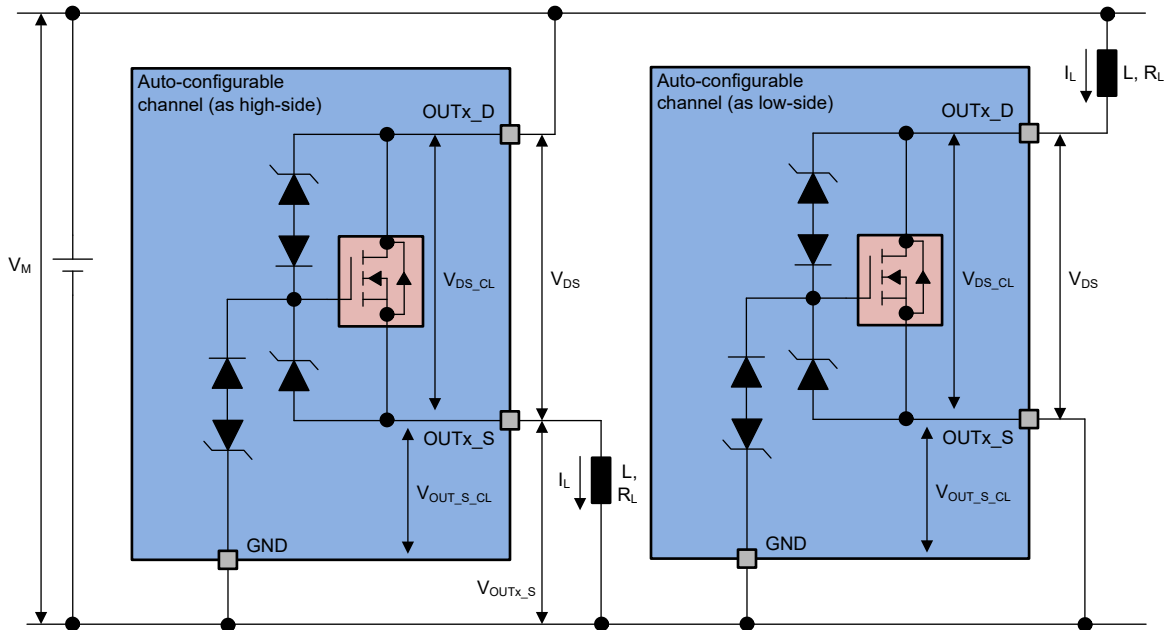 V_M
Auto-configurable
channel (as high-side)
OUTx_D
V_DS_CL
V_DS
OUTx_S
V_OUT_S_CL
I_L
L,
R_L
GND
V_OUTx_S
Auto-configurable
channel (as low-side)
OUTx_D
I_L
L, R_L
V_DS_CL
V_DS
OUTx_S
V_OUT_S_CL
GND